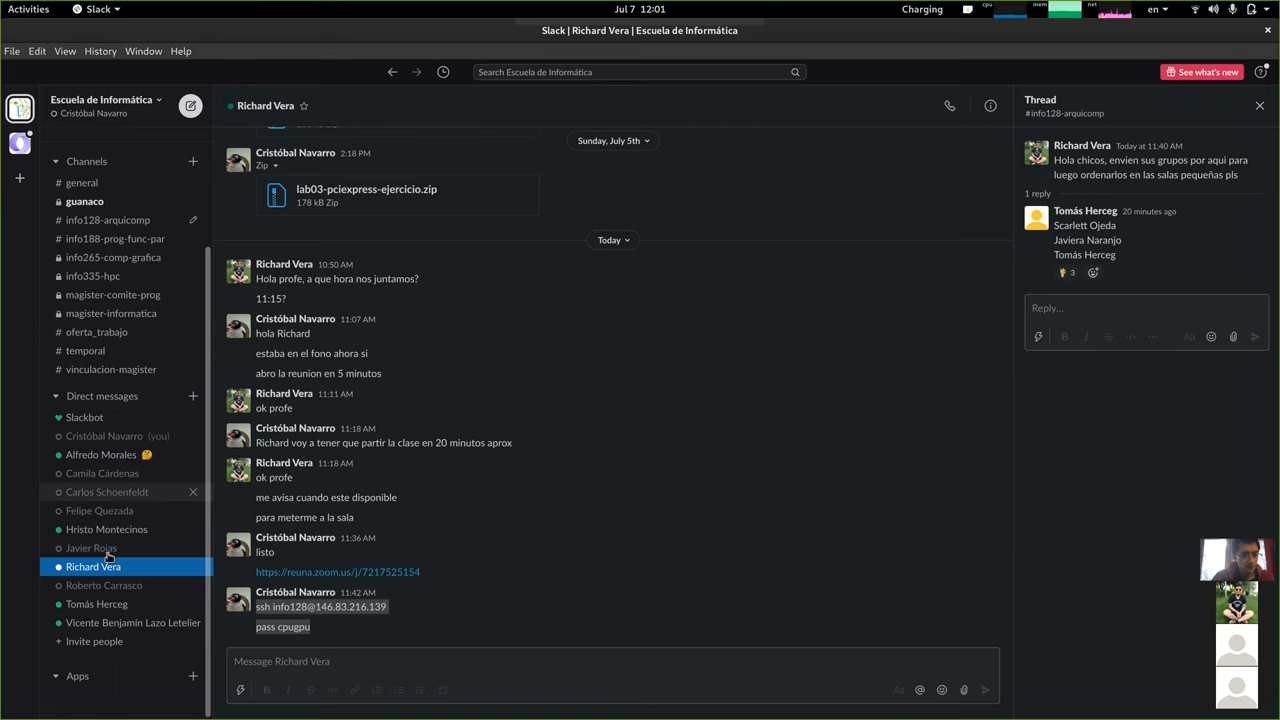 Activities
Slack
Jul 7 12:01
Charging
cpu
mem
net
en
Slack | Richard Vera | Escuela de Informática
File Edit View History Window Help
Search Escuela de Informática
See what's new
Escuela de Informática
Cristóbal Navarro
Channels
general
guanaco
# info128-arquicomp
# info188-prog-func-par
info265-comp-grafica
info335-hpc
magister-comite-prog
magister-informatica
# oferta_trabajo
# temporal
# vinculacion-magister
Direct messages
Slackbot
Cristóbal Navarro (you)
Alfredo Morales
Camila Cárdenas
Carlos Schoenfeldt
Felipe Quezada
Hristo Montecinos
Javier Rojas
Richard Vera
Roberto Carrasco
Tomás Herceg
Vicente Benjamín Lazo Letelier
+ Invite people
Apps
Richard Vera
Sunday, July 5th
Cristóbal Navarro 2:18 PM
Zip
lab03-pciexpress-ejercicio.zip
178 kB Zip
Today
Richard Vera 10:50 AM
Hola profe, a que hora nos juntamos?
11:15?
Cristóbal Navarro 11:07 AM
hola Richard
estaba en el fono ahora si
abro la reunion en 5 minutos
Richard Vera 11:11 AM
ok profe
Cristóbal Navarro 11:18 AM
Richard voy a tener que partir la clase en 20 minutos aprox
Richard Vera 11:18 AM
ok profe
me avisa cuando este disponible
para meterme a la sala
Cristóbal Navarro 11:36 AM
listo
https://reuna.zoom.us/j/7217525154
Cristóbal Navarro 11:42 AM
ssh info128@146.83.216.139
pass cpugpu
Message Richard Vera
Aa
Thread
#info128-arquicomp
Richard Vera Today at 11:40 AM
Hola chicos, envien sus grupos por aqui para
luego ordenarlos en las salas pequeñas pls
1 reply
Tomás Herceg 20 minutes ago
Scarlett Ojeda
Javiera Naranjo
Tomás Herceg
3
Reply...
Aa